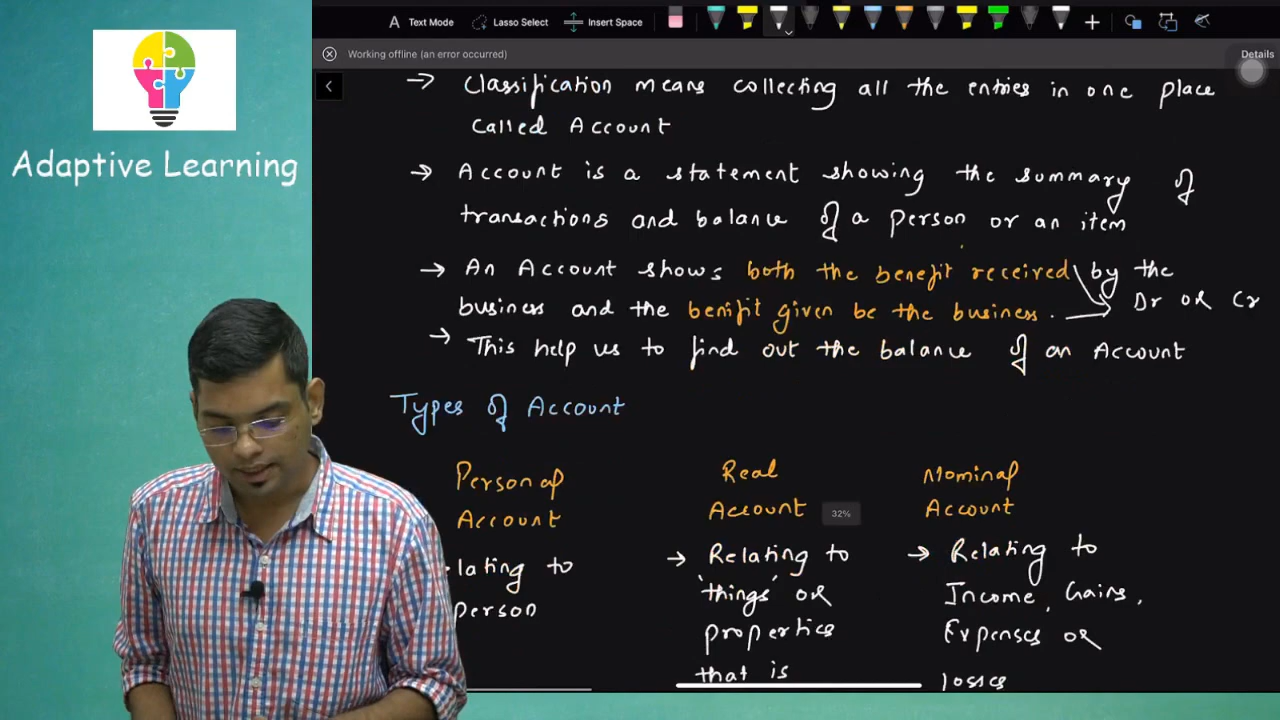 Text Mode
Lasso Select
Insert Space
Working offline (an error occurred)
Details
Adaptive Learning
→ Classification means collecting all the entries in one place
called Account
→ Account is a statement showing the summary of
transactions and balance of a person or an item
→ An Account shows both the benefit received by the
business and the benifit given be the business. Dr or Cr
→ This help us to find out the balance of an Account
Types of Account
Personal
Account
lating to
person
Real
Account
32%
→ Relating to
'things' or
properties
that is
Nominal
Account
→ Relating to
Income, Gains,
Expenses or
losses